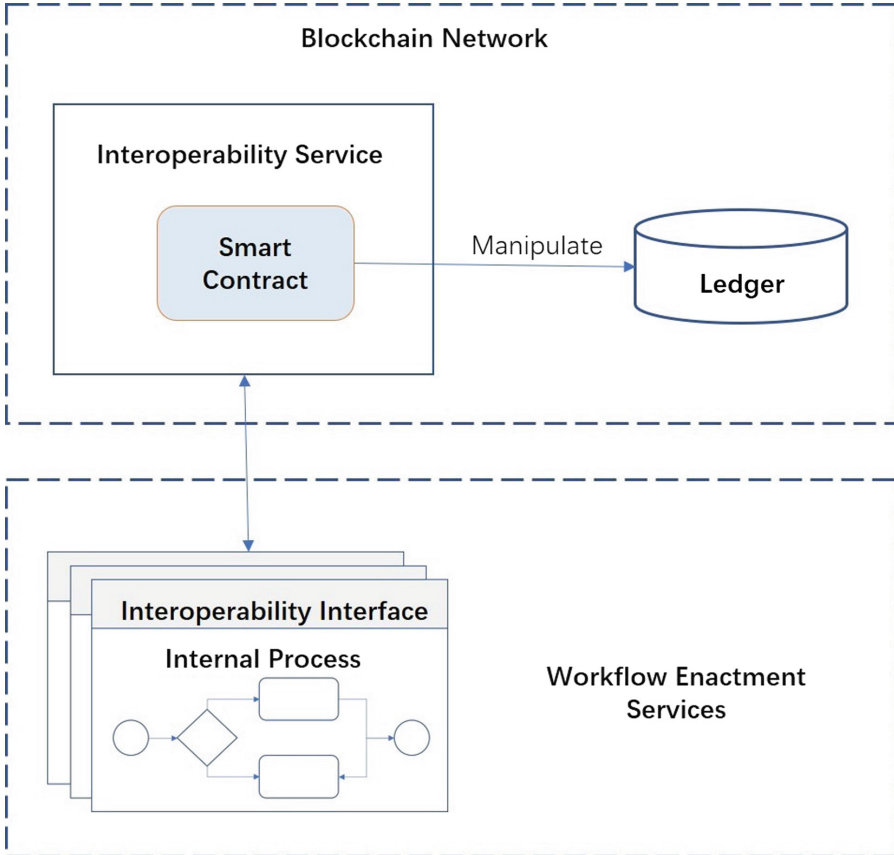 Blockchain Network
Interoperability Service
Smart
Contract
Manipulate
Ledger
Interoperability Interface
Internal Process
Workflow Enactment
Services